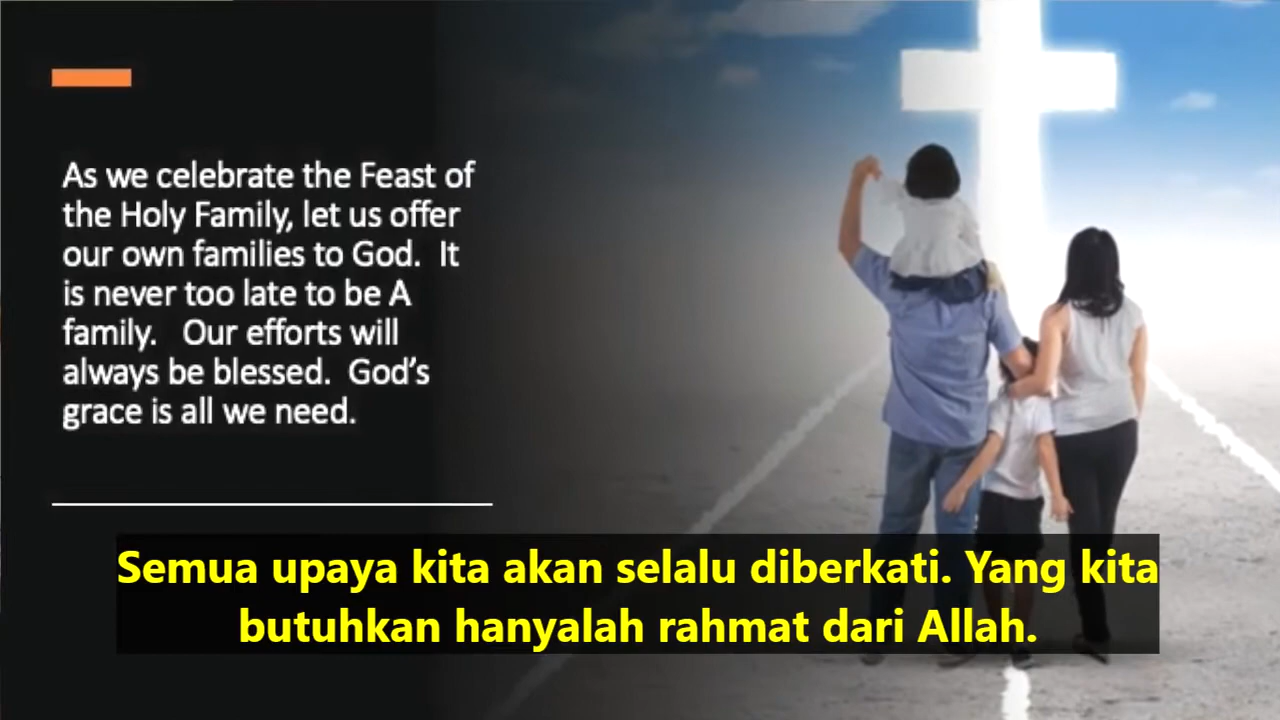 As we celebrate the Feast of
the Holy Family, let us offer
our own families to God.  It
is never too late to be A
family.   Our efforts will
always be blessed.  God's
grace is all we need.
Semua upaya kita akan selalu diberkati. Yang kita
butuhkan hanyalah rahmat dari Allah.